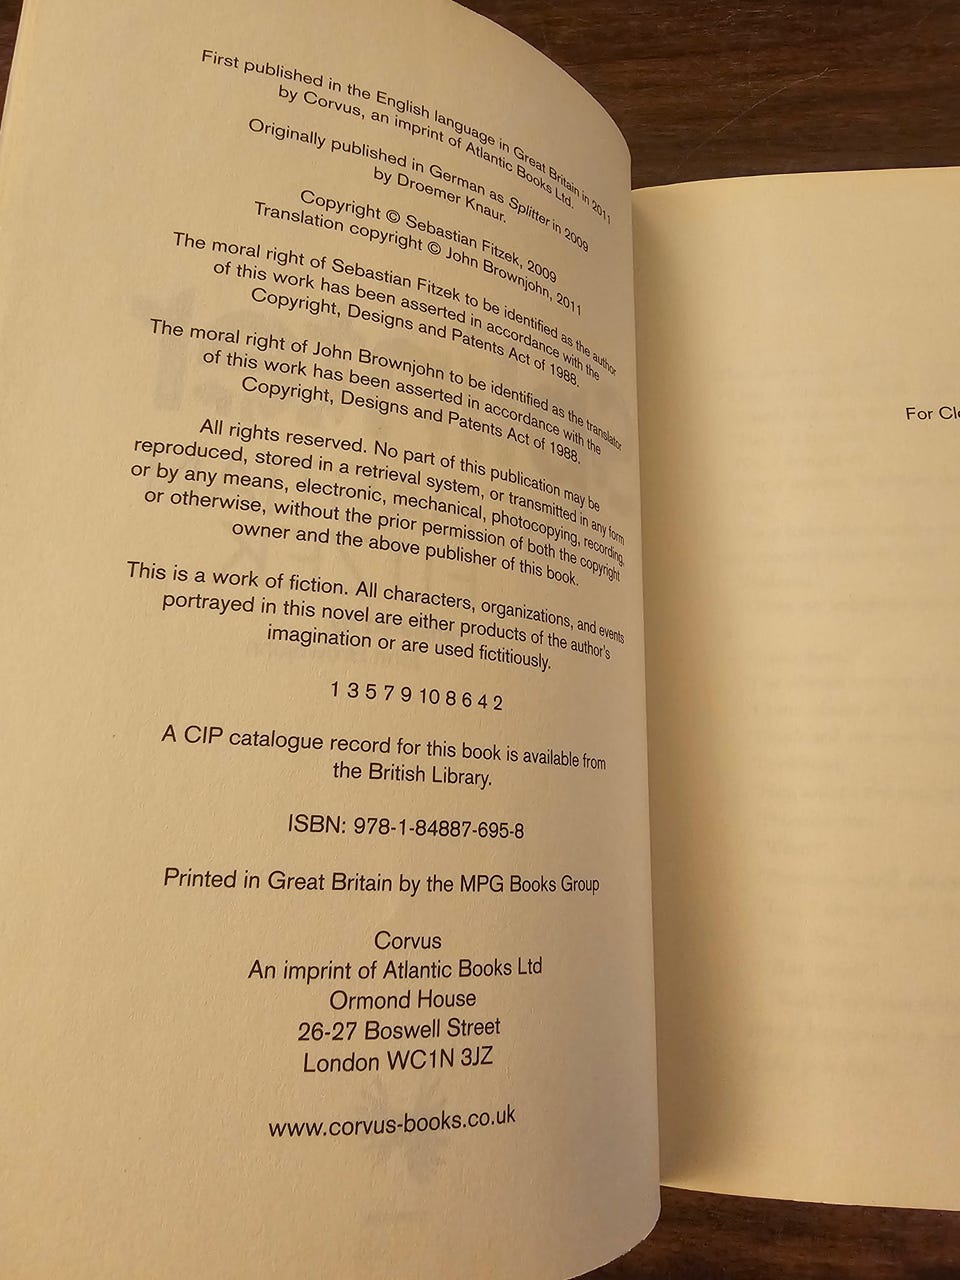 First published in the English language in Great Britain in 2011
by Corvus, an imprint of Atlantic Books Ltd.
Originally published in German as Splitter in 2009
by Droemer Knaur.
Copyright © Sebastian Fitzek, 2009
Translation copyright © John Brownjohn, 2011
The moral right of Sebastian Fitzek to be identified as the author
of this work has been asserted in accordance with the
Copyright, Designs and Patents Act of 1988.
The moral right of John Brownjohn to be identified as the translator
of this work has been asserted in accordance with the
Copyright, Designs and Patents Act of 1988.
All rights reserved. No part of this publication may be
reproduced, stored in a retrieval system, or transmitted in any form
or by any means, electronic, mechanical, photocopying, recording,
or otherwise, without the prior permission of both the copyright
owner and the above publisher of this book.
This is a work of fiction. All characters, organizations, and events
portrayed in this novel are either products of the author's
imagination or are used fictitiously.
1 3 5 7 9 10 8 6 4 2
A CIP catalogue record for this book is available from
the British Library.
ISBN: 978-1-84887-695-8
Printed in Great Britain by the MPG Books Group
Corvus
An imprint of Atlantic Books Ltd
Ormond House
26-27 Boswell Street
London WC1N 3JZ
www.corvus-books.co.uk
For